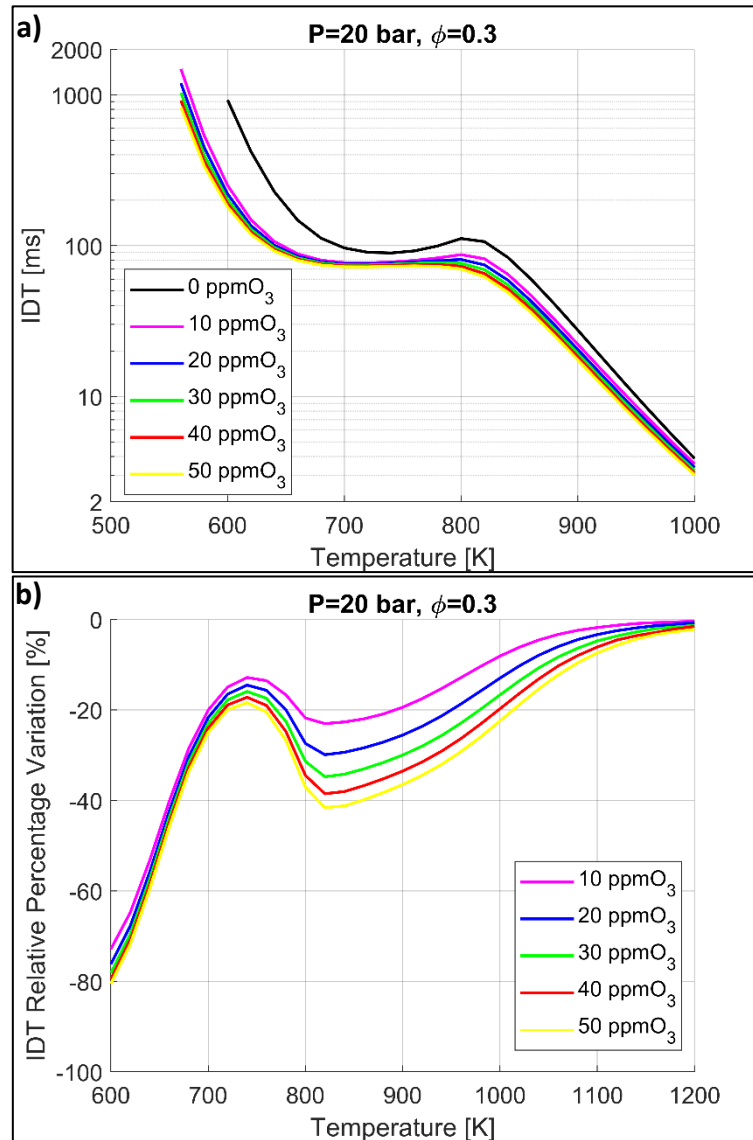 a)
P=20 bar, ϕ=0.3
IDT [ms]
2000
1000
100
10
2
0 ppmO₃
10 ppmO₃
20 ppmO₃
30 ppmO₃
40 ppmO₃
50 ppmO₃
500 600 700 800 900 1000
Temperature [K]
b)
P=20 bar, ϕ=0.3
IDT Relative Percentage Variation [%]
0
-20
-40
-60
-80
-100
10 ppmO₃
20 ppmO₃
30 ppmO₃
40 ppmO₃
50 ppmO₃
600 700 800 900 1000 1100 1200
Temperature [K]